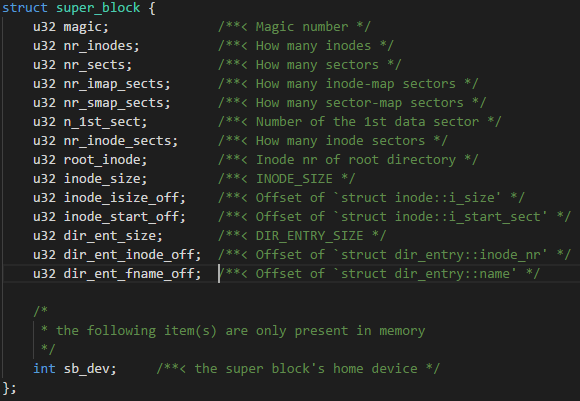 struct super_block {
    u32 magic;              /**< Magic number */
    u32 nr_inodes;          /**< How many inodes */
    u32 nr_sects;           /**< How many sectors */
    u32 nr_imap_sects;      /**< How many inode-map sectors */
    u32 nr_smap_sects;      /**< How many sector-map sectors */
    u32 n_1st_sect;         /**< Number of the 1st data sector */
    u32 nr_inode_sects;     /**< How many inode sectors */
    u32 root_inode;         /**< Inode nr of root directory */
    u32 inode_size;         /**< INODE_SIZE */
    u32 inode_isize_off;    /**< Offset of `struct inode::i_size' */
    u32 inode_start_off;    /**< Offset of `struct inode::i_start_sect' */
    u32 dir_ent_size;       /**< DIR_ENTRY_SIZE */
    u32 dir_ent_inode_off;  /**< Offset of `struct dir_entry::inode_nr' */
    u32 dir_ent_fname_off;  /**< Offset of `struct dir_entry::name' */

    /*
     * the following item(s) are only present in memory
     */
    int sb_dev;     /**< the super block's home device */
};